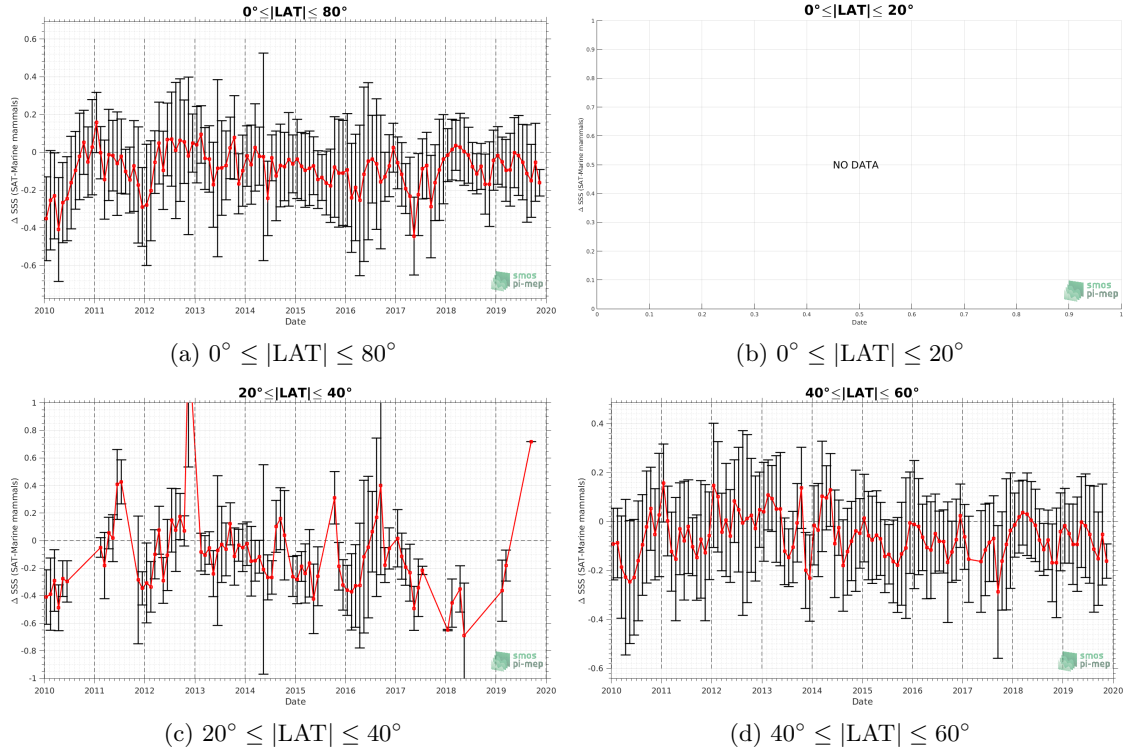 0°≤|LAT|≤ 80°
Δ SSS (SAT-Marine mammals)
0.6
0.4
0.2
0
-0.2
-0.4
-0.6
2010 2011 2012 2013 2014 2015 2016 2017 2018 2019 2020
Date
smos
pi-mep
(a) 0° ≤ |LAT| ≤ 80°
0°≤|LAT|≤ 20°
Δ SSS (SAT-Marine mammals)
1
0.9
0.8
0.7
0.6
0.5
0.4
0.3
0.2
0.1
0
NO DATA
0 0.1 0.2 0.3 0.4 0.5 0.6 0.7 0.8 0.9 1
Date
smos
pi-mep
(b) 0° ≤ |LAT| ≤ 20°
20°≤|LAT|≤ 40°
Δ SSS (SAT-Marine mammals)
1
0.8
0.6
0.4
0.2
0
-0.2
-0.4
-0.6
-0.8
-1
2010 2011 2012 2013 2014 2015 2016 2017 2018 2019 2020
Date
smos
pi-mep
(c) 20° ≤ |LAT| ≤ 40°
40°≤|LAT|≤ 60°
Δ SSS (SAT-Marine mammals)
0.4
0.2
0
-0.2
-0.4
-0.6
2010 2011 2012 2013 2014 2015 2016 2017 2018 2019 2020
Date
smos
pi-mep
(d) 40° ≤ |LAT| ≤ 60°